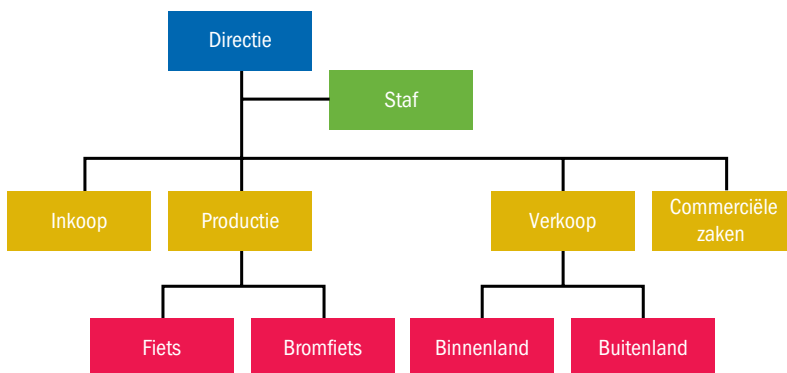 Directie
Staf
Inkoop
Productie
Verkoop
Commerciële
zaken
Fiets
Bromfiets
Binnenland
Buitenland